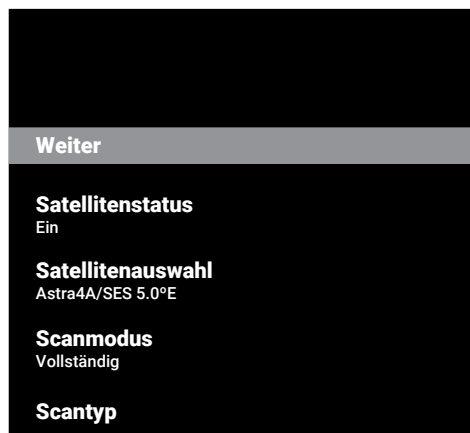 Weiter
Satellitenstatus
Ein
Satellitenauswahl
Astra4A/SES 5.0°E
Scanmodus
Vollständig
Scantyp